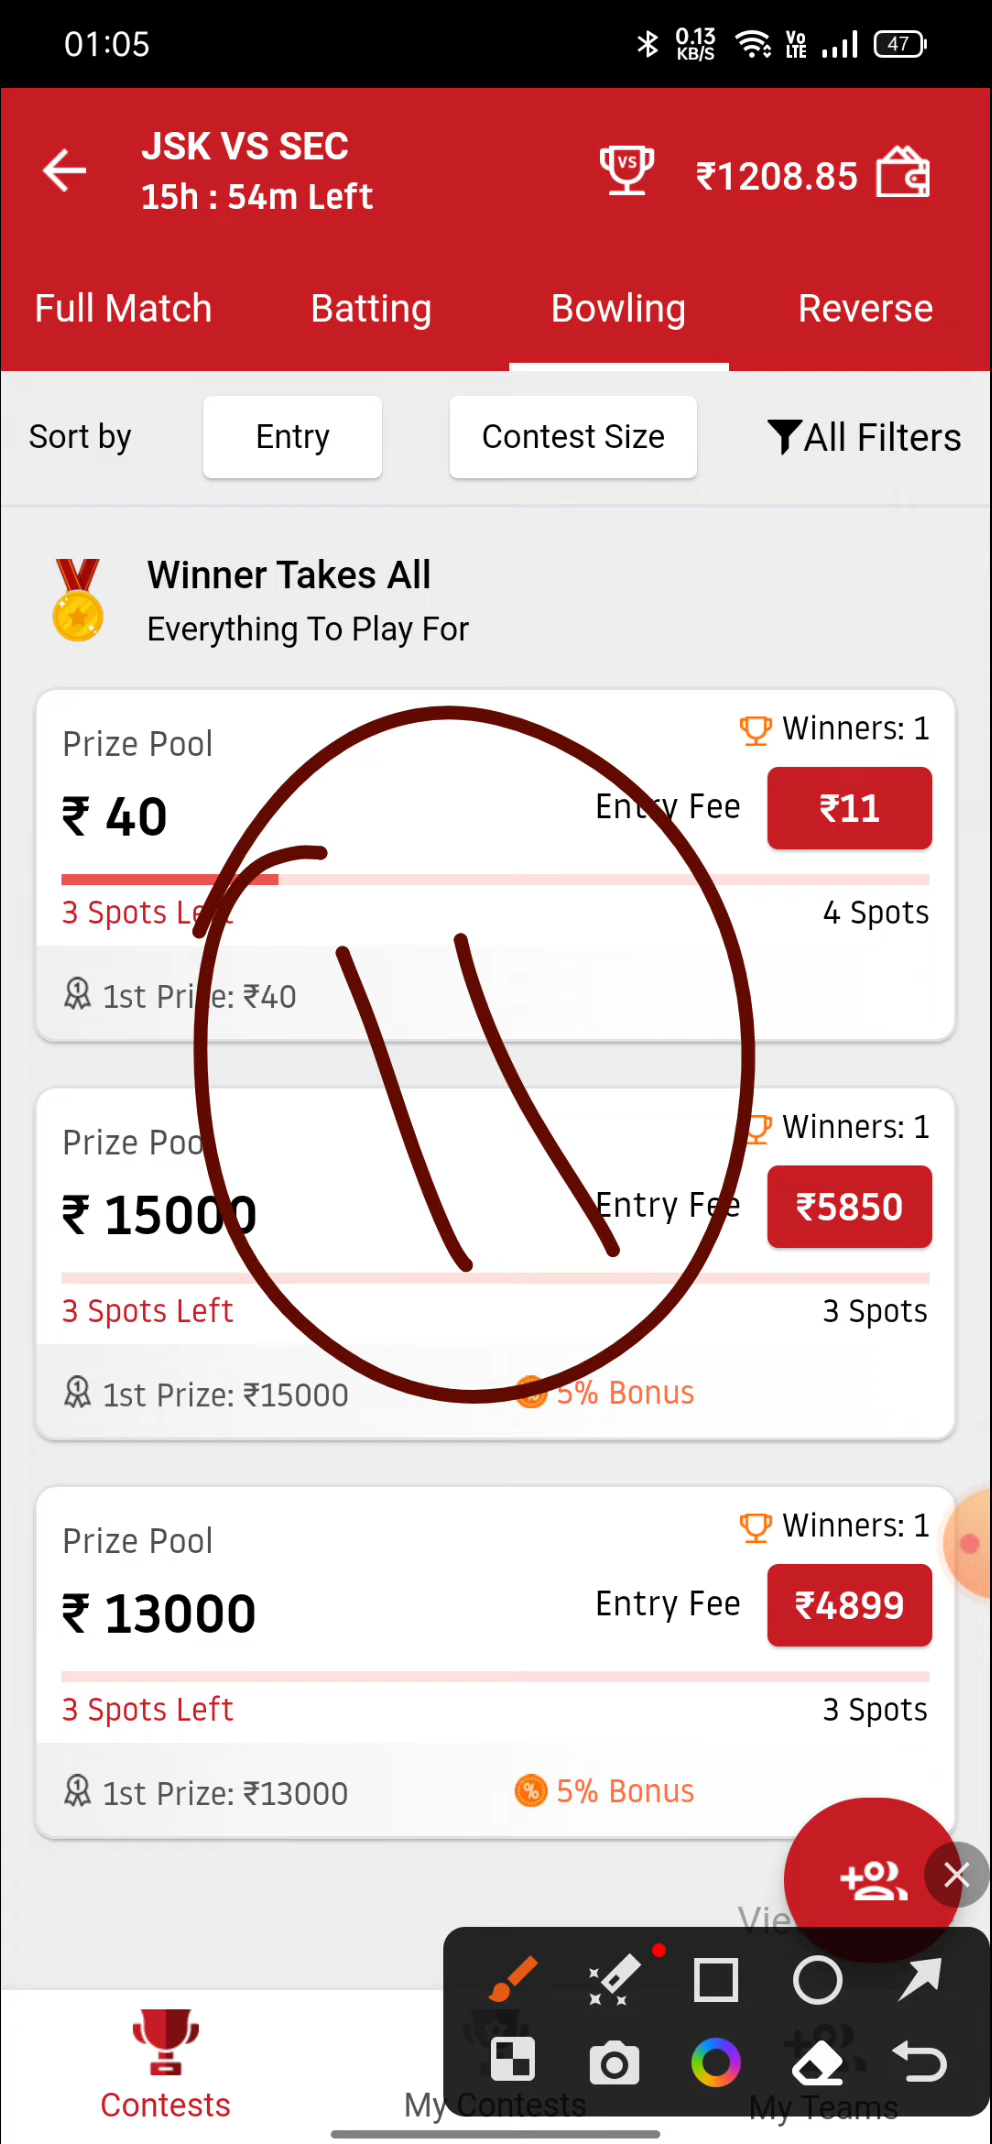 01:05
0.13 KB/S
Vo LTE
47
JSK VS SEC
15h : 54m Left
VS
₹1208.85
Full Match
Batting
Bowling
Reverse
Sort by
Entry
Contest Size
All Filters
Winner Takes All
Everything To Play For
Prize Pool
Winners: 1
₹ 40
Entry Fee
₹11
3 Spots Left
4 Spots
1st Prize: ₹40
Prize Pool
Winners: 1
₹ 15000
Entry Fee
₹5850
3 Spots Left
3 Spots
1st Prize: ₹15000
5% Bonus
Prize Pool
Winners: 1
₹ 13000
Entry Fee
₹4899
3 Spots Left
3 Spots
1st Prize: ₹13000
5% Bonus
Contests
My Contests
My Teams